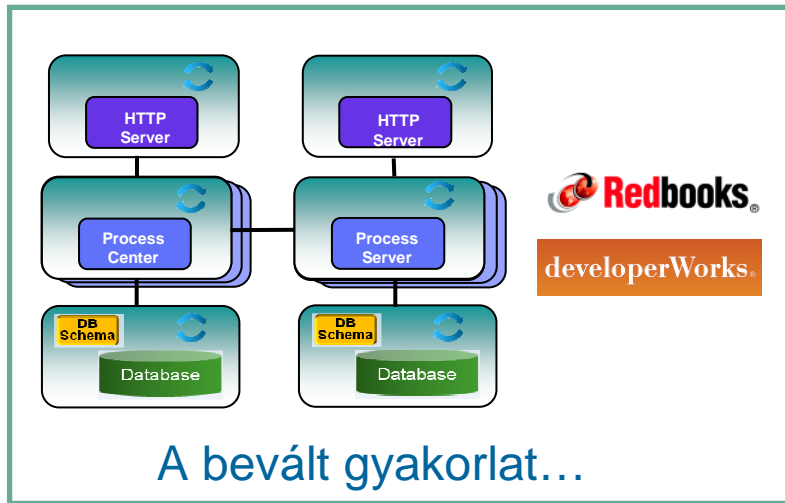 HTTP
Server
HTTP
Server
Process
Center
Process
Server
Redbooks®
developerWorks®
DB
Schema
Database
DB
Schema
Database
A bevált gyakorlat…